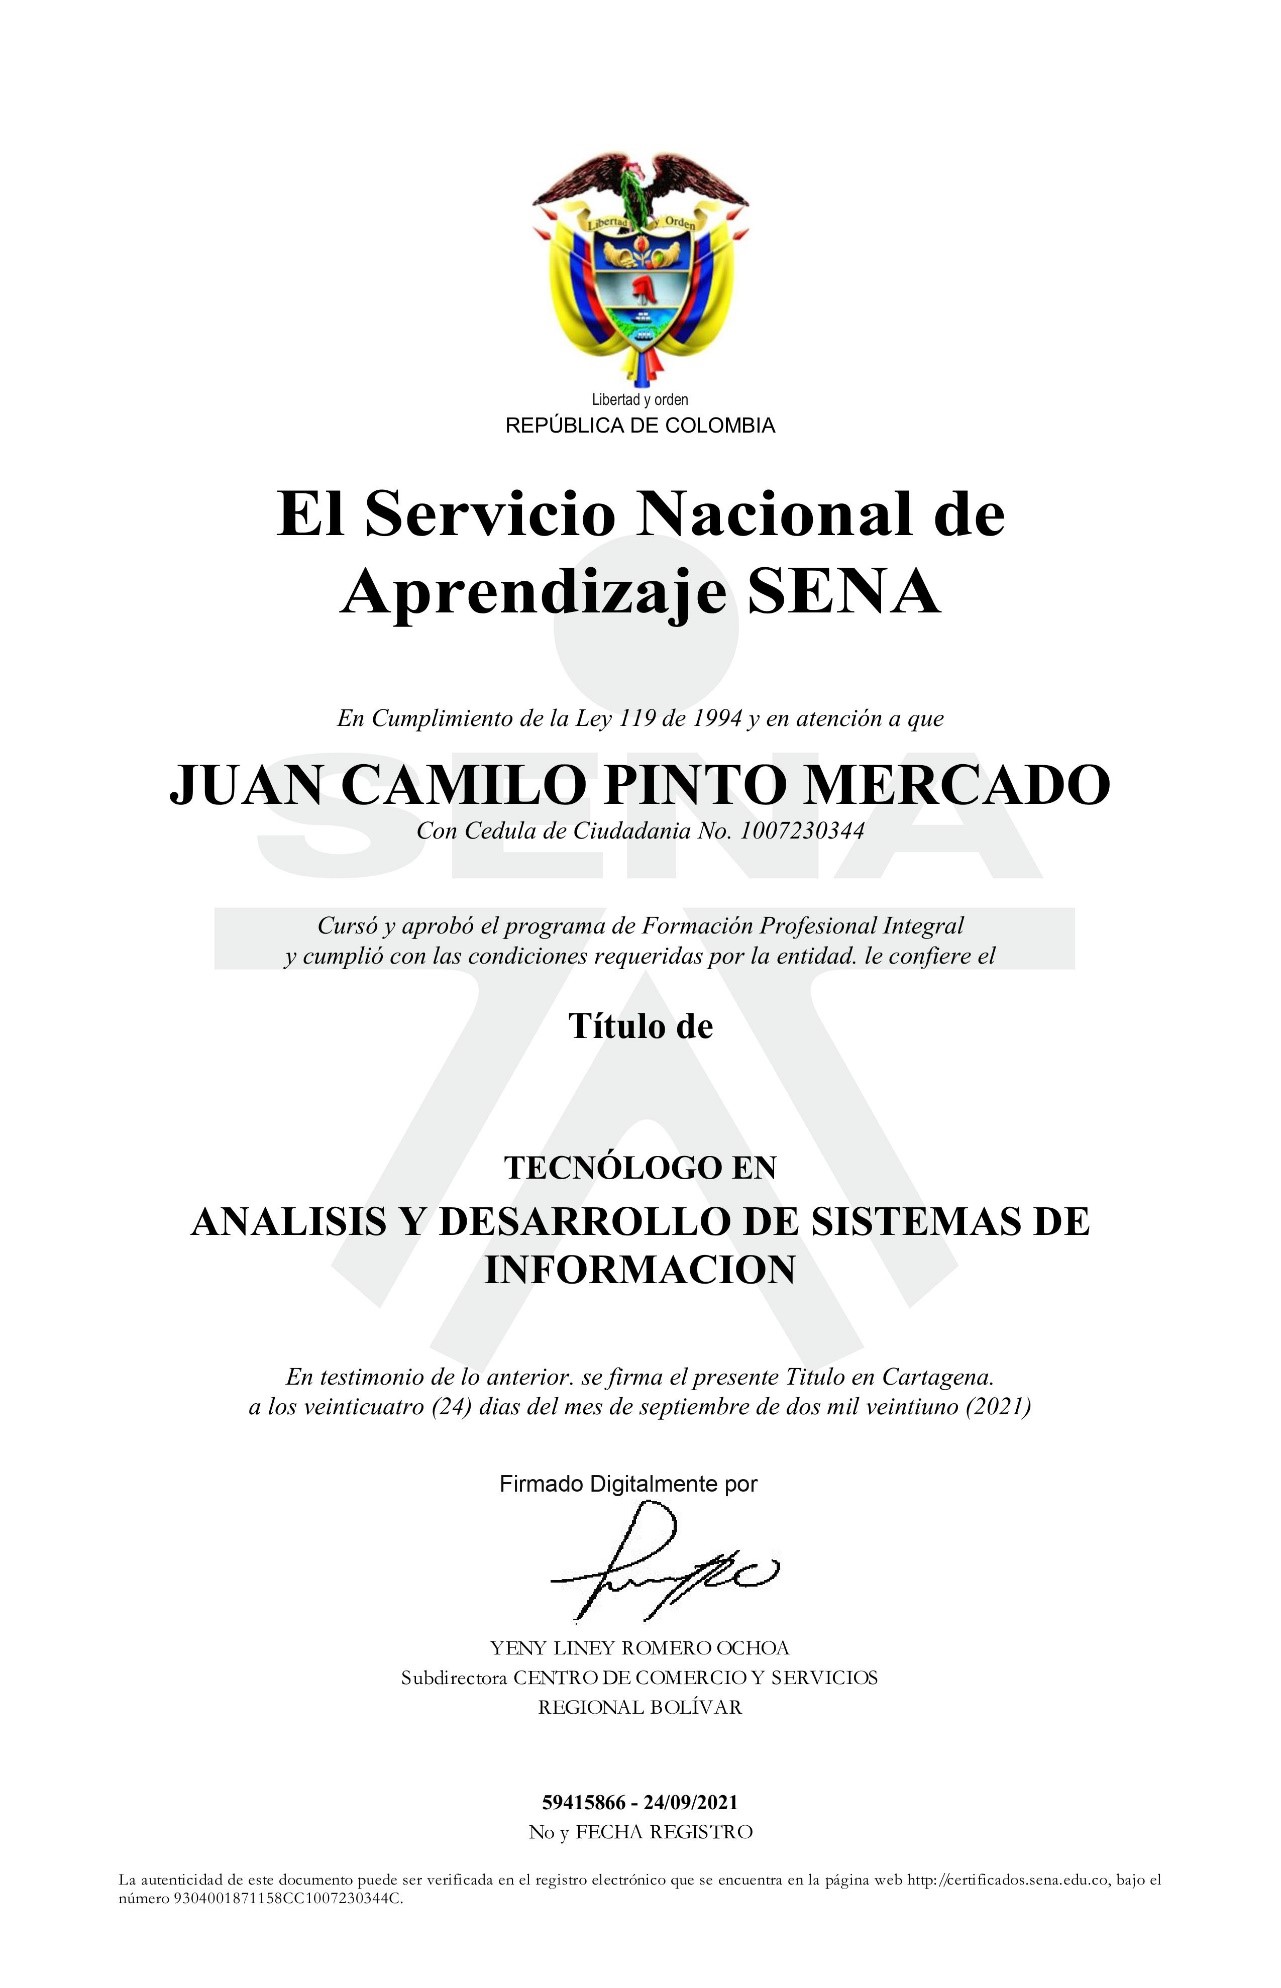 Libertad y Orden
Libertad y orden
REPÚBLICA DE COLOMBIA
El Servicio Nacional de
Aprendizaje SENA
En Cumplimiento de la Ley 119 de 1994 y en atención a que
SENA
JUAN CAMILO PINTO MERCADO
Con Cedula de Ciudadania No. 1007230344
Cursó y aprobó el programa de Formación Profesional Integral
y cumplió con las condiciones requeridas por la entidad. le confiere el
Título de
TECNÓLOGO EN
ANALISIS Y DESARROLLO DE SISTEMAS DE
INFORMACION
En testimonio de lo anterior. se firma el presente Titulo en Cartagena.
a los veinticuatro (24) dias del mes de septiembre de dos mil veintiuno (2021)
Firmado Digitalmente por
YENY LINEY ROMERO OCHOA
Subdirectora CENTRO DE COMERCIO Y SERVICIOS
REGIONAL BOLÍVAR
59415866 - 24/09/2021
No y FECHA REGISTRO
La autenticidad de este documento puede ser verificada en el registro electrónico que se encuentra en la página web http://certificados.sena.edu.co, bajo el
número 9304001871158CC1007230344C.